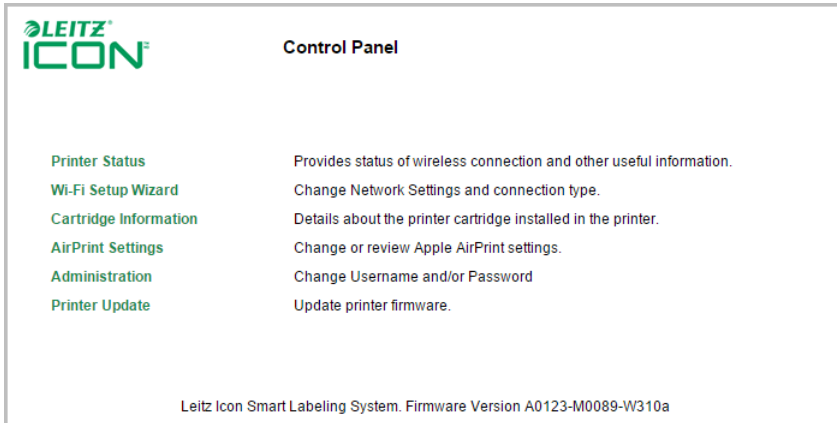 LEITZ
ICON
Control Panel
Printer Status Provides status of wireless connection and other useful information.
Wi-Fi Setup Wizard Change Network Settings and connection type.
Cartridge Information Details about the printer cartridge installed in the printer.
AirPrint Settings Change or review Apple AirPrint settings.
Administration Change Username and/or Password
Printer Update Update printer firmware.
Leitz Icon Smart Labeling System. Firmware Version A0123-M0089-W310a